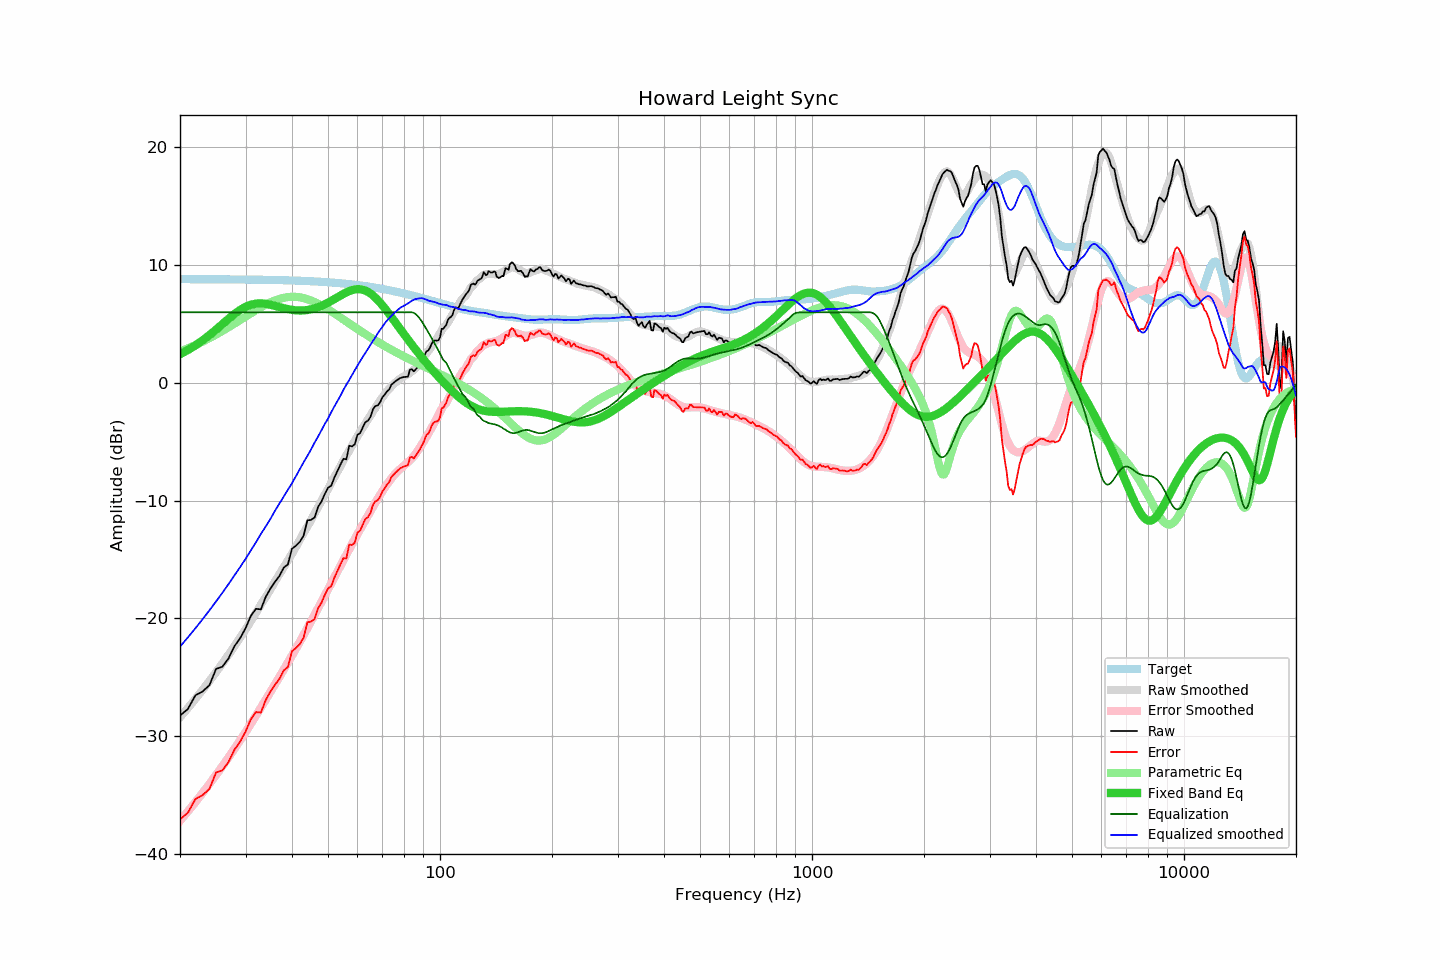 Howard Leight Sync
20
10
0
−10
−20
−30
−40
Amplitude (dBr)
100
1000
10000
Frequency (Hz)
Target
Raw Smoothed
Error Smoothed
Raw
Error
Parametric Eq
Fixed Band Eq
Equalization
Equalized smoothed